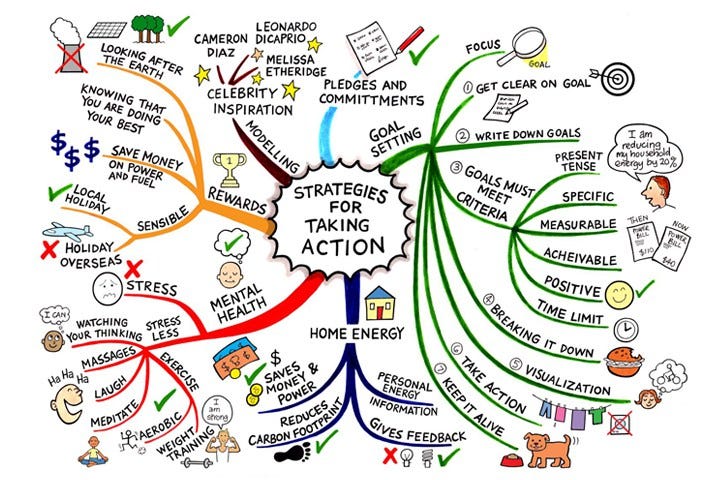 STRATEGIES
FOR
TAKING
ACTION
GOAL
SETTING
FOCUS
GOAL
① GET CLEAR ON GOAL
② WRITE DOWN GOALS
③ GOALS MUST
MEET
CRITERIA
PRESENT
TENSE
I am
reducing
my household
energy by 20%
SPECIFIC
MEASURABLE
THEN
POWER
BILL
$110
NOW
POWER
BILL
$40
ACHEIVABLE
POSITIVE
TIME LIMIT
④ BREAKING IT DOWN
⑤ VISUALIZATION
⑥ TAKE ACTION
⑦ KEEP IT ALIVE
HOME ENERGY
PERSONAL
ENERGY
INFORMATION
GIVES FEEDBACK
$ SAVES
MONEY &
POWER
REDUCES
CARBON FOOTPRINT
MENTAL
HEALTH
STRESS
STRESS
LESS
I CAN
WATCHING
YOUR THINKING
MASSAGES
Ha Ha Ha
LAUGH
MEDITATE
EXERCISE
AEROBIC
WEIGHT
TRAINING
I am
strong
REWARDS
1
LOOKING AFTER
THE EARTH
KNOWING THAT
YOU ARE DOING
YOUR BEST
$ $ $
SAVE MONEY
ON POWER
AND FUEL
SENSIBLE
LOCAL
HOLIDAY
HOLIDAY
OVERSEAS
MODELLING
CELEBRITY
INSPIRATION
CAMERON
DIAZ
LEONARDO
DICAPRIO
MELISSA
ETHERIDGE
PLEDGES AND
COMMITTMENTS